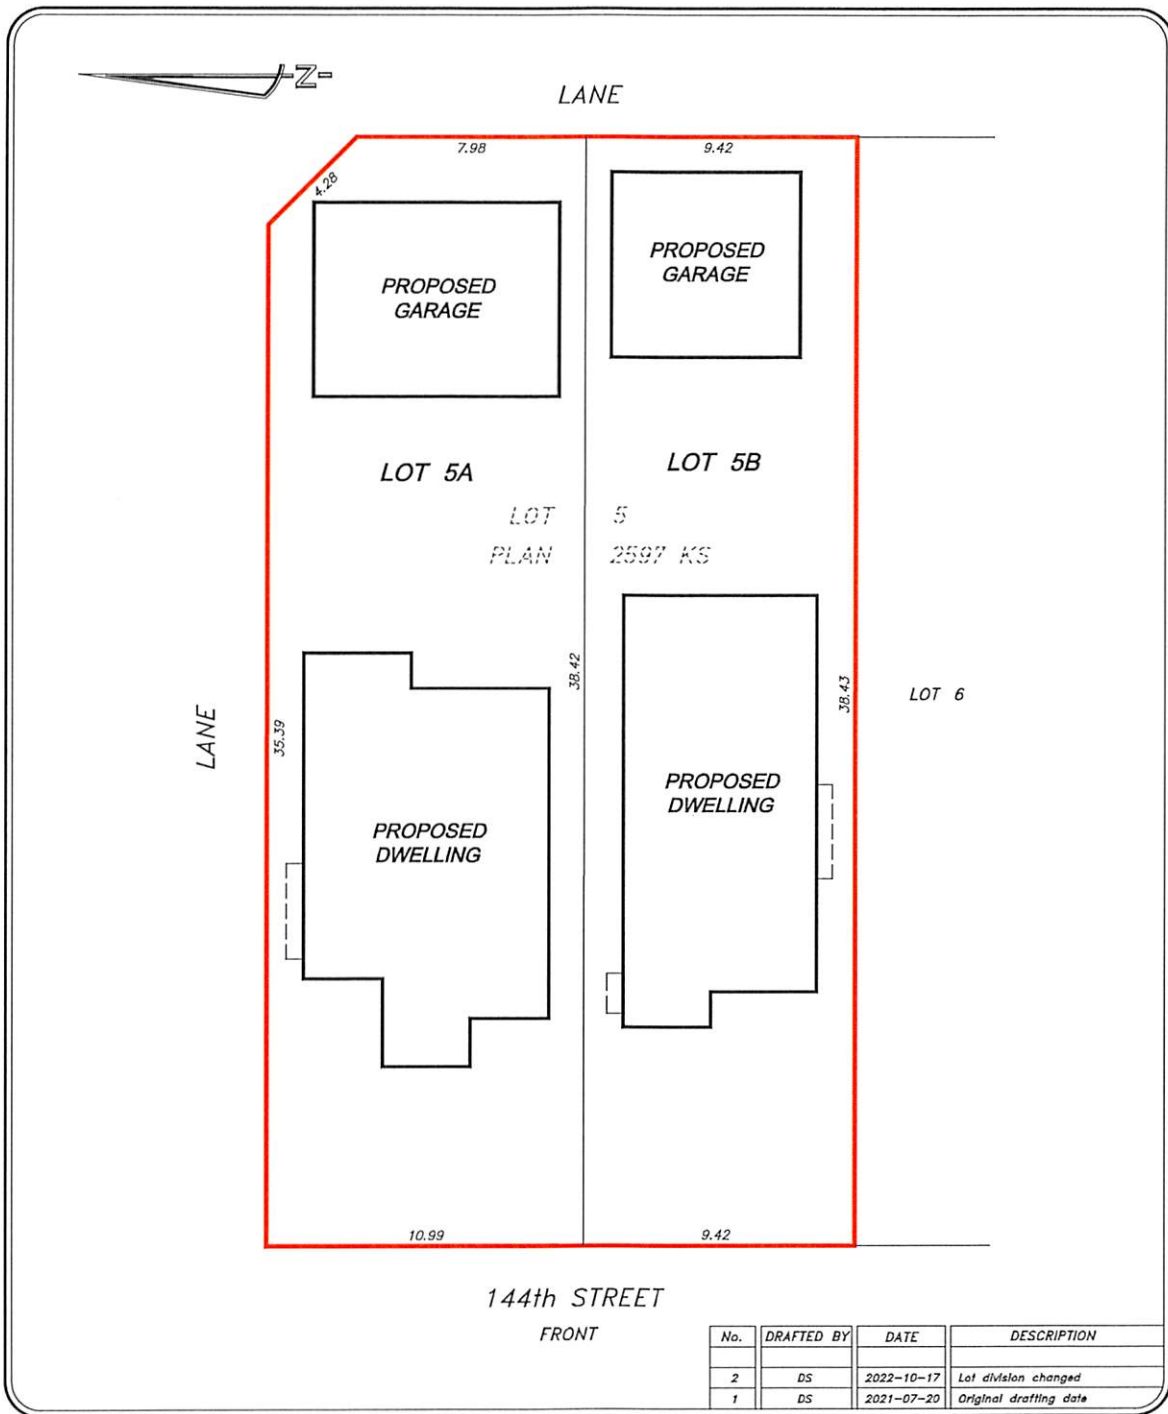 -Z-
LANE
7.98 9.42
4.28
PROPOSED
GARAGE
PROPOSED
GARAGE
LOT 5A
LOT 5B
LOT 5
PLAN 2597 KS
38.42
38.43
LOT 6
LANE
35.39
PROPOSED
DWELLING
PROPOSED
DWELLING
10.99 9.42
144th STREET
FRONT
No. DRAFTED BY DATE DESCRIPTION
2 DS 2022-10-17 Lot division changed
1 DS 2021-07-20 Original drafting date